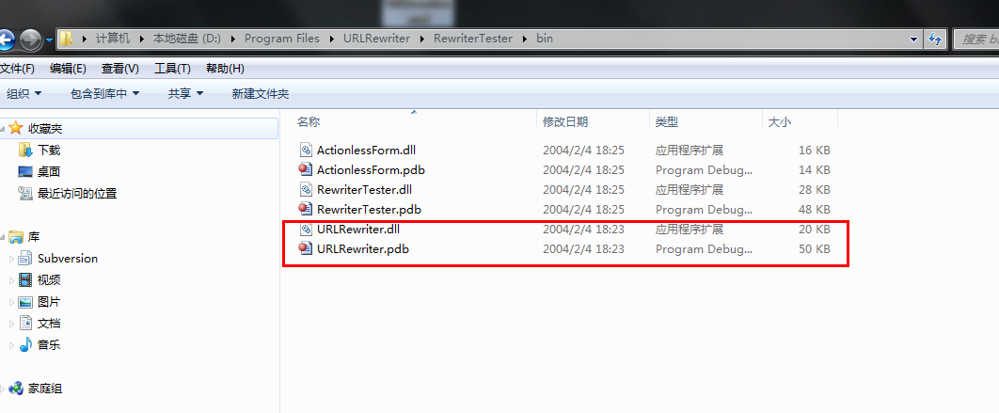 计算机 本地磁盘 (D:) Program Files URLRewriter RewriterTester bin 搜索 bi
文件(F) 编辑(E) 查看(V) 工具(T) 帮助(H)
组织 包含到库中 共享 新建文件夹
收藏夹
下载
桌面
最近访问的位置
库
Subversion
视频
图片
文档
音乐
家庭组
名称 修改日期 类型 大小
ActionlessForm.dll 2004/2/4 18:25 应用程序扩展 16 KB
ActionlessForm.pdb 2004/2/4 18:25 Program Debug... 14 KB
RewriterTester.dll 2004/2/4 18:25 应用程序扩展 28 KB
RewriterTester.pdb 2004/2/4 18:25 Program Debug... 48 KB
URLRewriter.dll 2004/2/4 18:23 应用程序扩展 20 KB
URLRewriter.pdb 2004/2/4 18:23 Program Debug... 50 KB